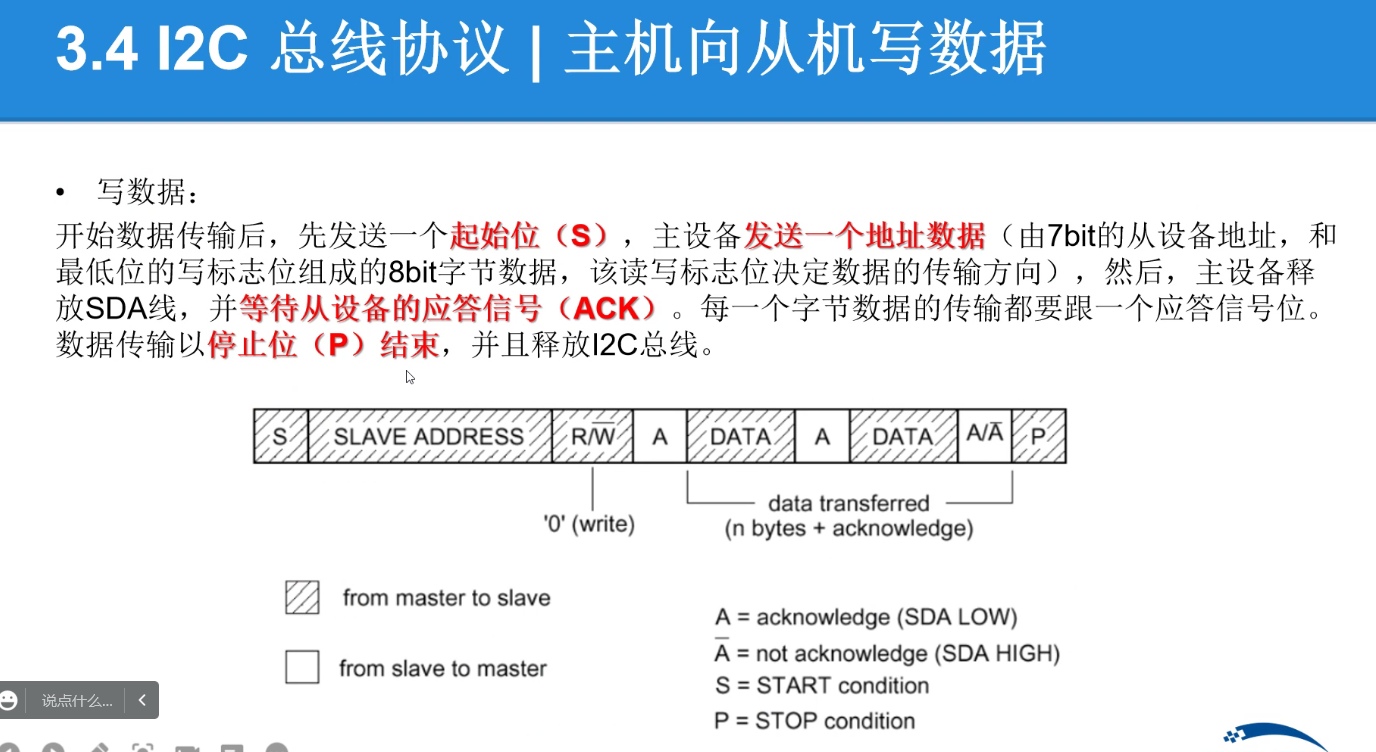 3.4 I2C 总线协议 | 主机向从机写数据
• 写数据：
开始数据传输后，先发送一个起始位（S），主设备发送一个地址数据（由7bit的从设备地址，和
最低位的写标志位组成的8bit字节数据，该读写标志位决定数据的传输方向），然后，主设备释
放SDA线，并等待从设备的应答信号（ACK）。每一个字节数据的传输都要跟一个应答信号位。
数据传输以停止位（P）结束，并且释放I2C总线。
S SLAVE ADDRESS R/W̅ A DATA A DATA A/A̅ P
'0' (write)
data transferred
(n bytes + acknowledge)
from master to slave
from slave to master
A = acknowledge (SDA LOW)
A̅ = not acknowledge (SDA HIGH)
S = START condition
P = STOP condition
说点什么...